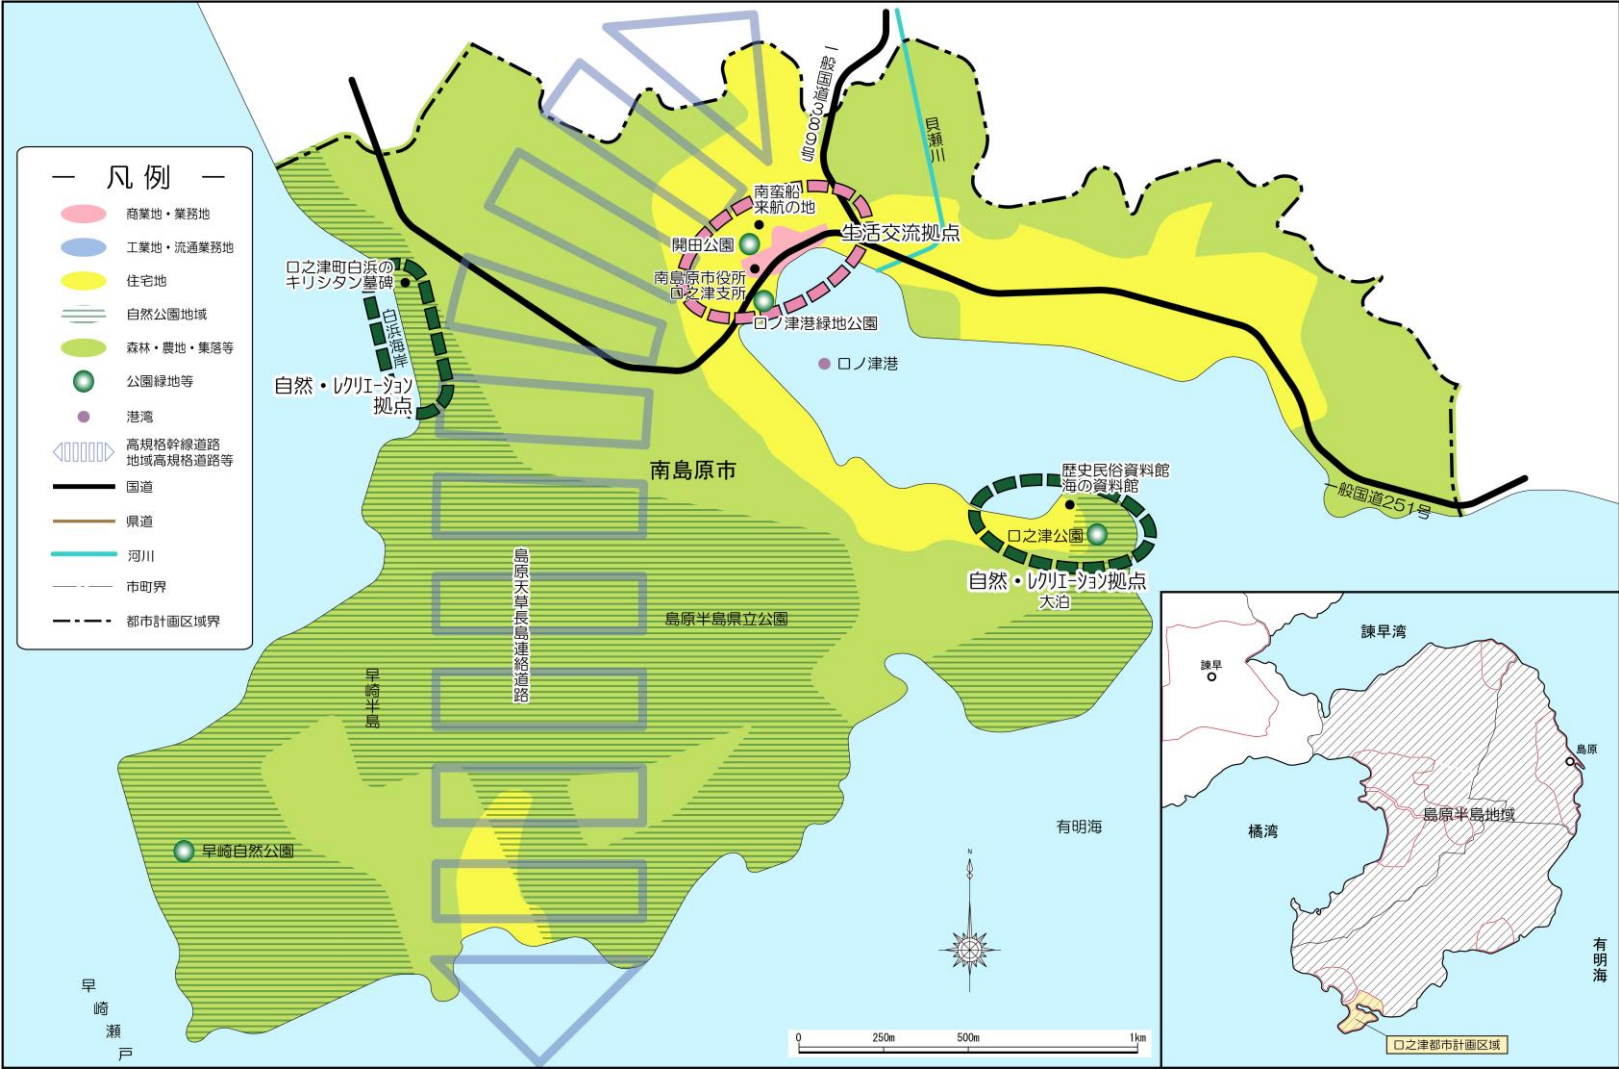 凡例
商業地・業務地
工業地・流通業務地
住宅地
自然公園地域
森林・農地・集落等
公園緑地等
港湾
高規格幹線道路
地域高規格道路等
国道
県道
河川
市町界
都市計画区域界
一般国道389号
貝瀬川
南蛮船
来航の地
開田公園
生活交流拠点
南島原市役所
口之津支所
口ノ津港緑地公園
口ノ津港
口之津町白浜の
キリシタン墓碑
白浜海岸
自然・レクリエーション
拠点
南島原市
歴史民俗資料館
海の資料館
口之津公園
自然・レクリエーション拠点
大泊
一般国道251号
島原天草長島連絡道路
島原半島県立公園
早崎半島
早崎自然公園
有明海
早崎瀬戸
N
0
250m
500m
1km
諫早湾
諫早
島原
島原半島地域
橘湾
有明海
口之津都市計画区域